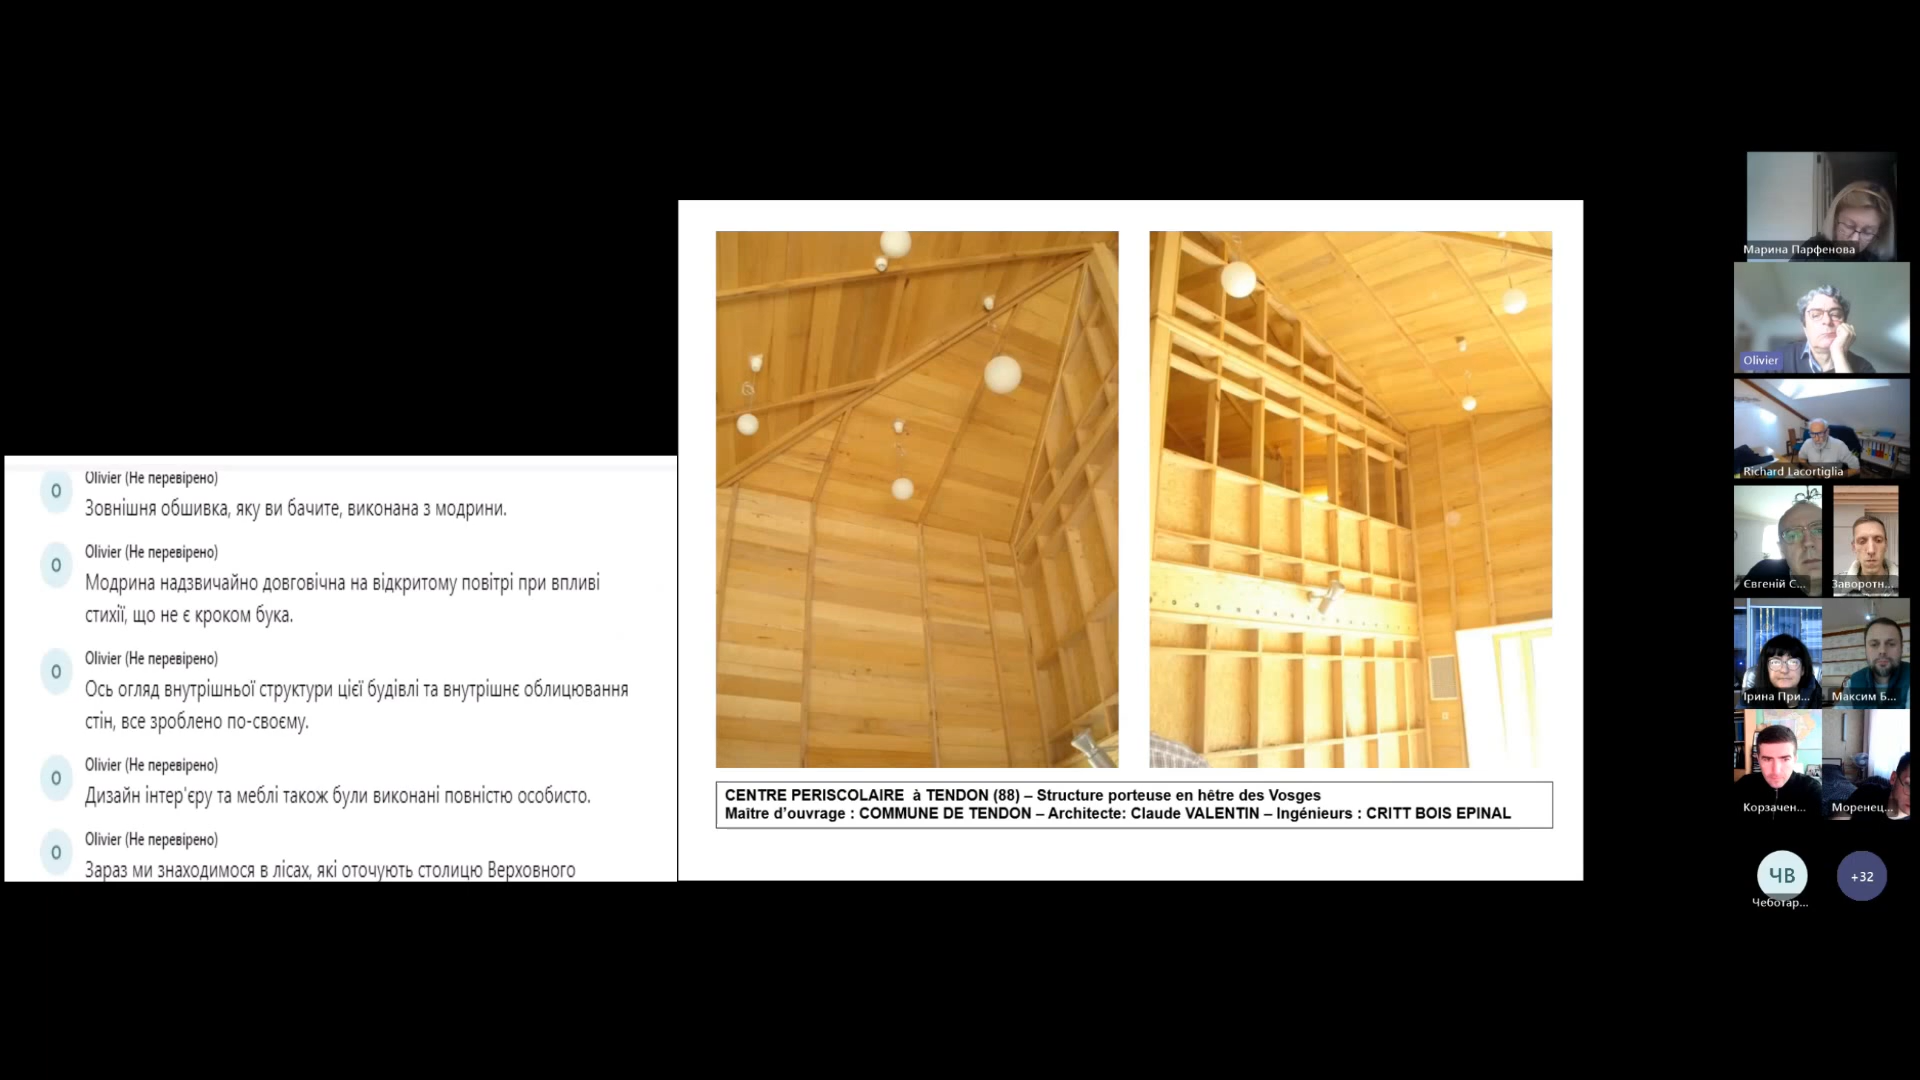 O
Olivier (Не перевірено)
Зовнішня обшивка, яку ви бачите, виконана з модрини.
O
Olivier (Не перевірено)
Модрина надзвичайно довговічна на відкритому повітрі при впливі
стихії, що не є кроком бука.
O
Olivier (Не перевірено)
Ось огляд внутрішньої структури цієї будівлі та внутрішнє облицювання
стін, все зроблено по-своєму.
O
Olivier (Не перевірено)
Дизайн інтер'єру та меблі також були виконані повністю особисто.
O
Olivier (Не перевірено)
Зараз ми знаходимося в лісах, які оточують столицю Верховного
CENTRE PERISCOLAIRE à TENDON (88) – Structure porteuse en hêtre des Vosges
Maître d'ouvrage : COMMUNE DE TENDON – Architecte: Claude VALENTIN – Ingénieurs : CRITT BOIS EPINAL
Марина Парфенова
Olivier
Richard Lacortiglia
Євгеній С...
Заворотн...
Ірина При...
Максим Б...
Корзачен...
Моренец...
ЧВ
+32
Чеботар...